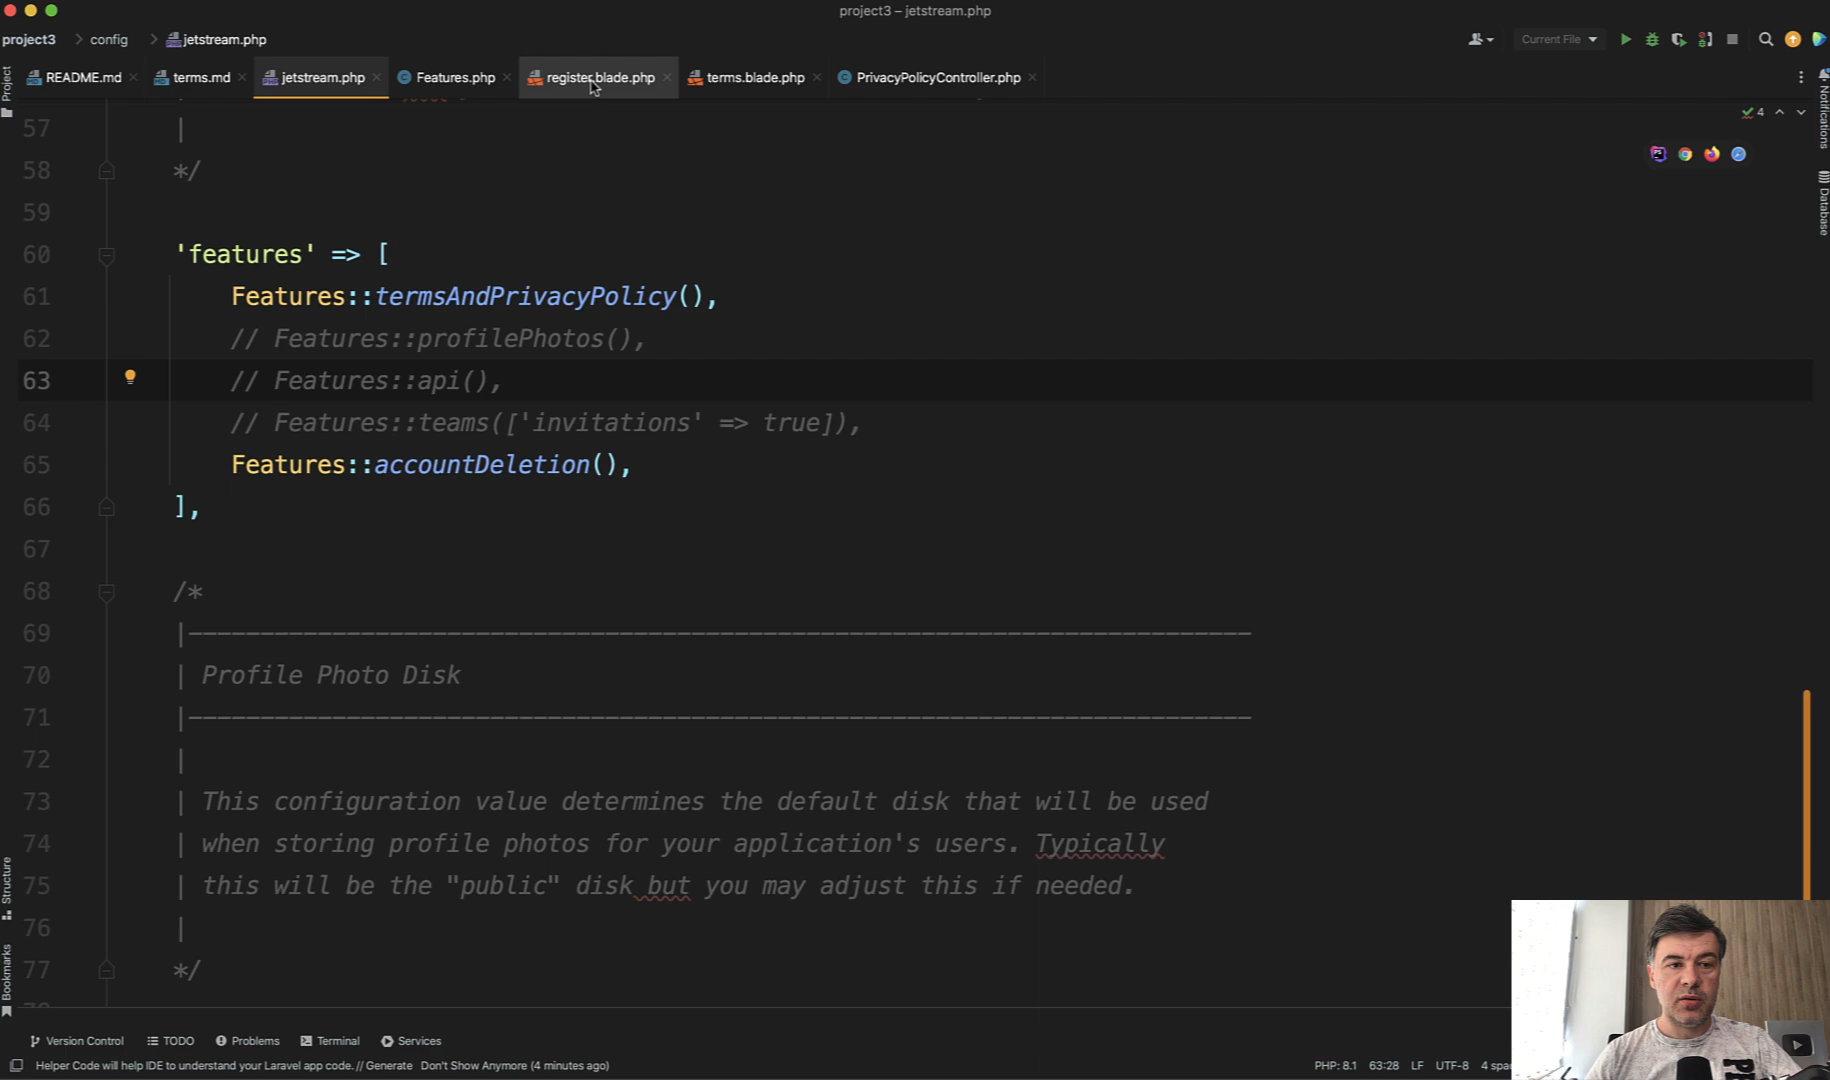 project3 – jetstream.php
project3 config jetstream.php
Current File
Project
README.md terms.md jetstream.php Features.php register.blade.php terms.blade.php PrivacyPolicyController.php
Notifications
Database
4
57 |
58 */
59
60 'features' => [
61 Features::termsAndPrivacyPolicy(),
62 // Features::profilePhotos(),
63 // Features::api(),
64 // Features::teams(['invitations' => true]),
65 Features::accountDeletion(),
66 ],
67
68 /*
69 |--------------------------------------------------------------------------
70 | Profile Photo Disk
71 |--------------------------------------------------------------------------
72 |
73 | This configuration value determines the default disk that will be used
74 | when storing profile photos for your application's users. Typically
75 | this will be the "public" disk but you may adjust this if needed.
76 |
77 */
Structure
Bookmarks
Version Control TODO Problems Terminal Services
Helper Code will help IDE to understand your Laravel app code. // Generate Don't Show Anymore (4 minutes ago)
PHP: 8.1 63:28 LF UTF-8 4 spac